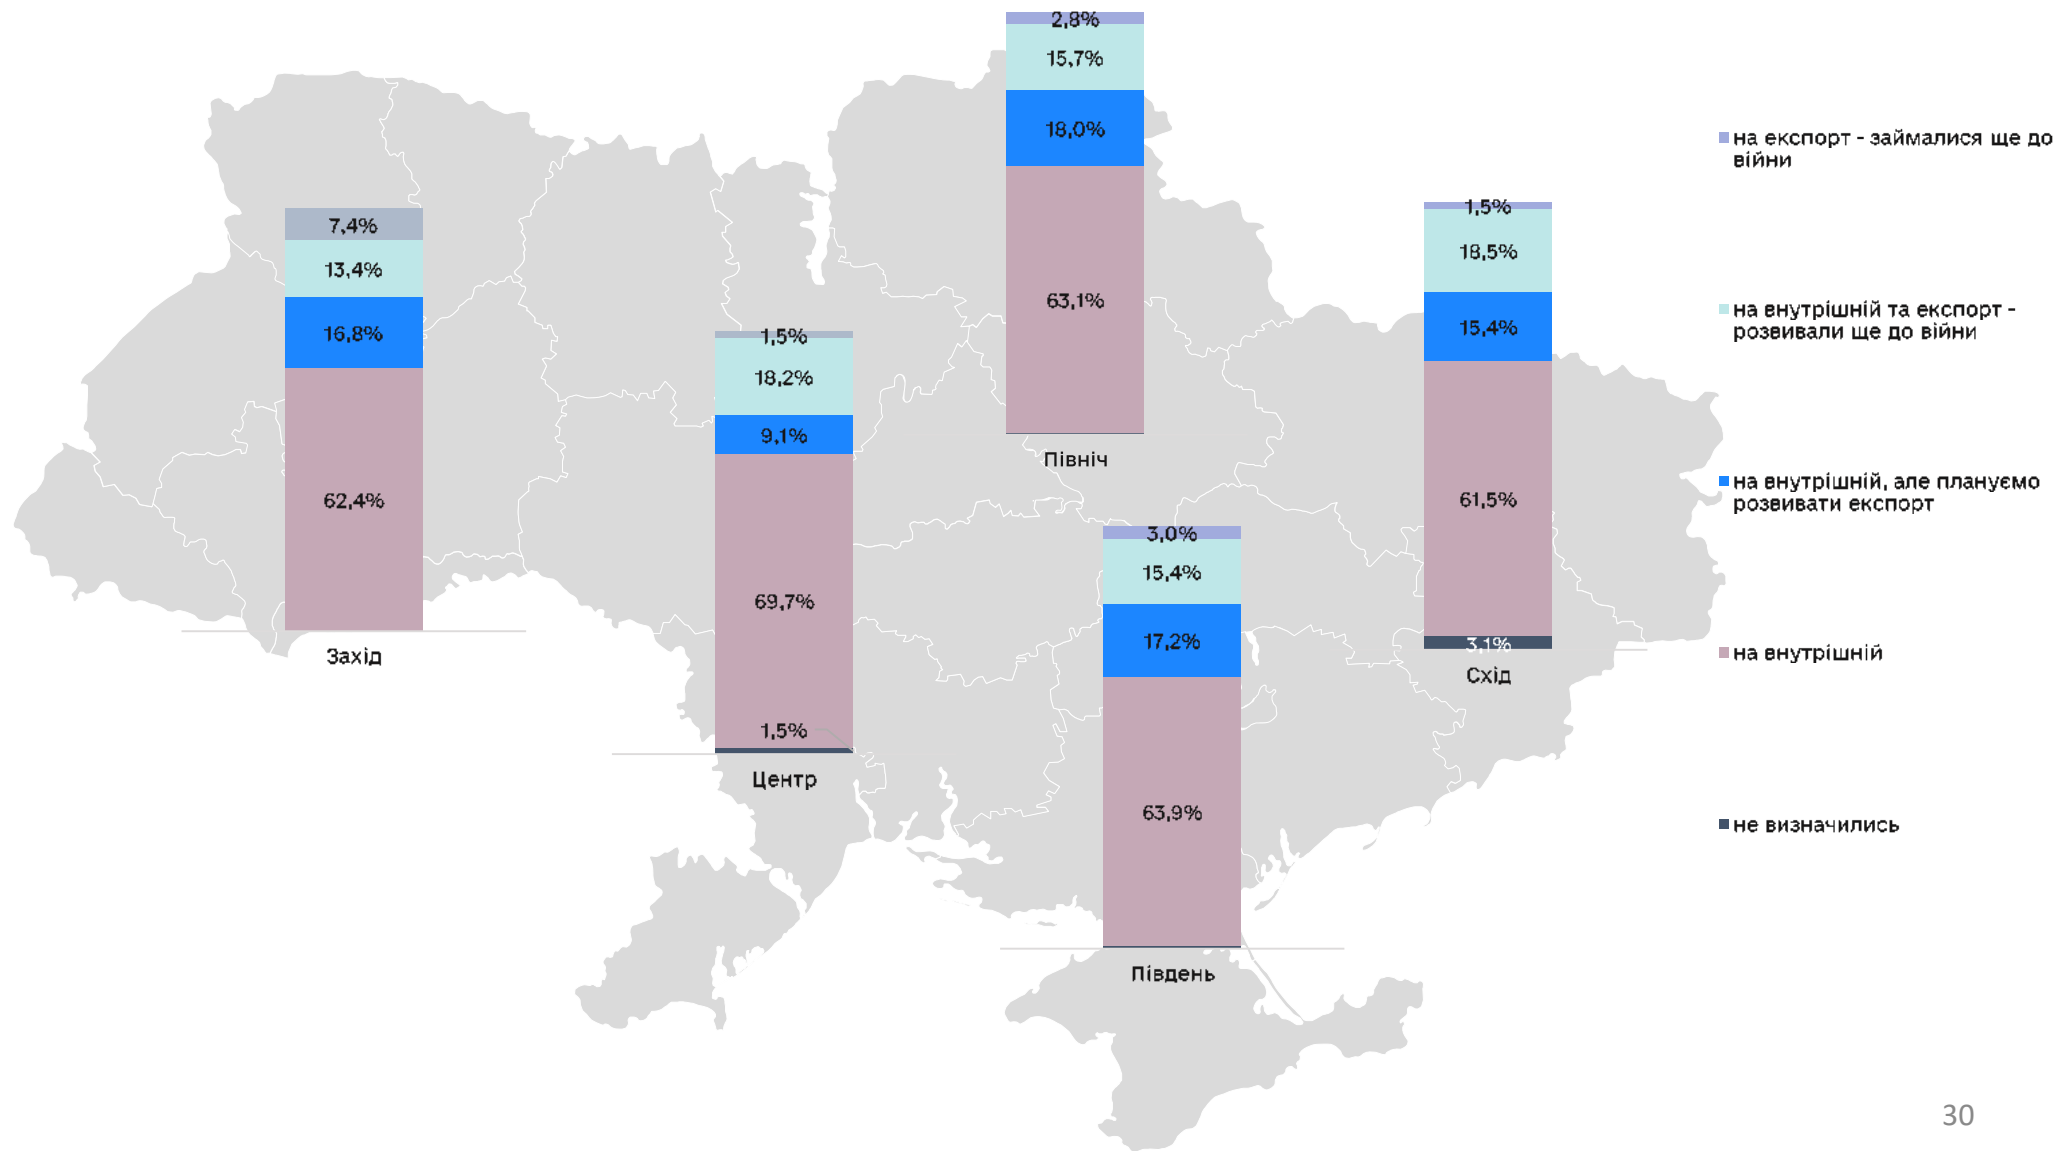 2,8%
15,7%
18,0%
63,1%
Північ
7,4%
13,4%
16,8%
62,4%
Захід
1,5%
18,2%
9,1%
69,7%
1,5%
Центр
3,0%
15,4%
17,2%
63,9%
Південь
1,5%
18,5%
15,4%
61,5%
3,1%
Схід
на експорт - займалися ще до
війни
на внутрішній та експорт -
розвивали ще до війни
на внутрішній, але плануємо
розвивати експорт
на внутрішній
не визначились
30